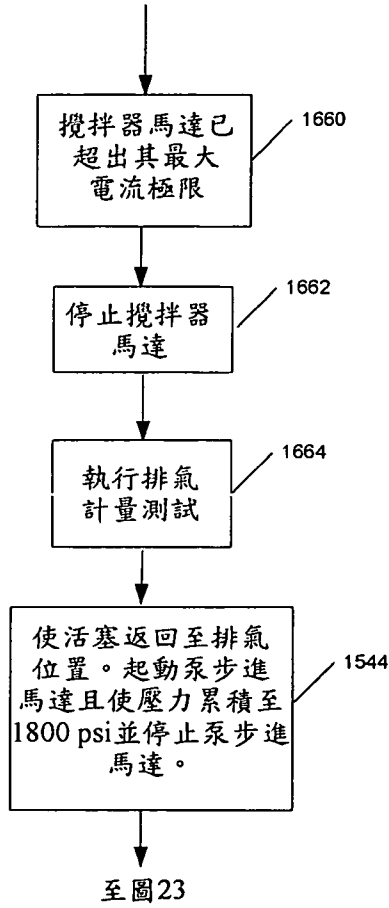 攪拌器馬達已
超出其最大
電流極限
1660
停止攪拌器
馬達
1662
執行排氣
計量測試
1664
使活塞返回至排氣
位置。起動泵步進
馬達且使壓力累積至
1800 psi並停止泵步進
馬達。
1544
至圖23